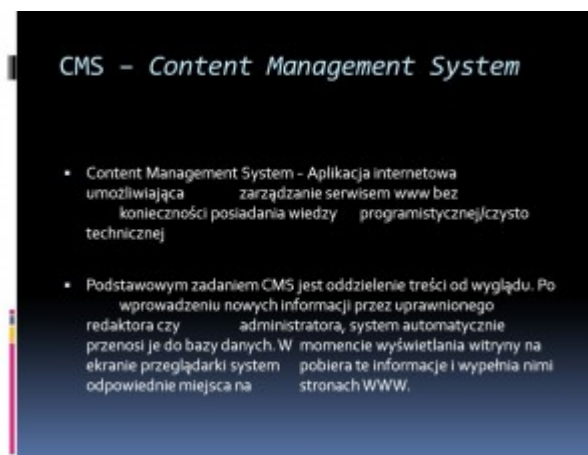 CMS – Content Management System
Content Management System - Aplikacja internetowa
umożliwiająca zarządzanie serwisem www bez
konieczności posiadania wiedzy programistycznej/czysto
technicznej
Podstawowym zadaniem CMS jest oddzielenie treści od wyglądu. Po
wprowadzeniu nowych informacji przez uprawnionego
redaktora czy administratora, system automatycznie
przenosi je do bazy danych. W momencie wyświetlania witryny na
ekranie przeglądarki system pobiera te informacje i wypełnia nimi
odpowiednie miejsca na stronach WWW.